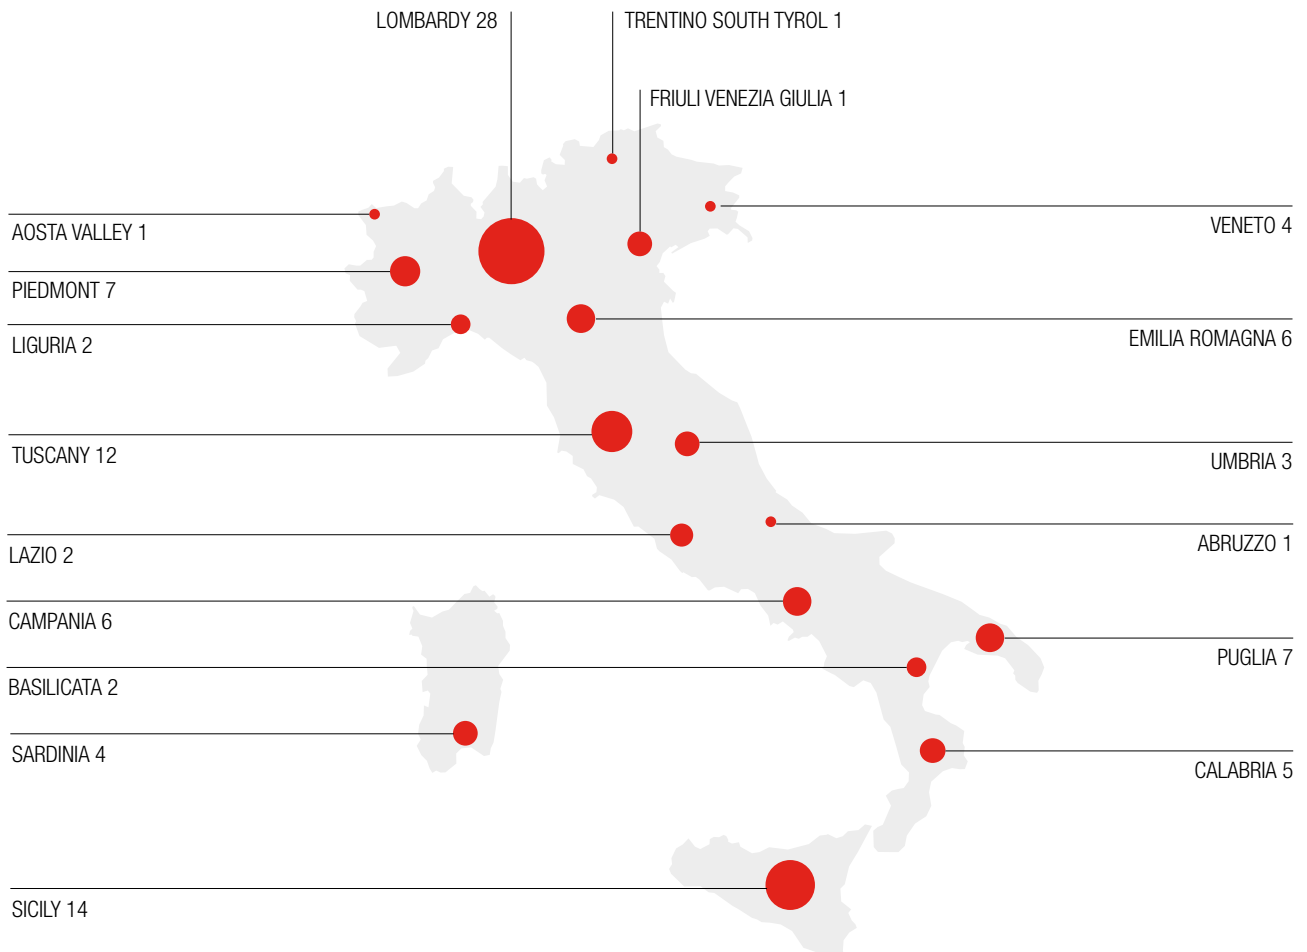 LOMBARDY 28
TRENTINO SOUTH TYROL 1
FRIULI VENEZIA GIULIA 1
AOSTA VALLEY 1
VENETO 4
PIEDMONT 7
LIGURIA 2
EMILIA ROMAGNA 6
TUSCANY 12
UMBRIA 3
LAZIO 2
ABRUZZO 1
CAMPANIA 6
PUGLIA 7
BASILICATA 2
SARDINIA 4
CALABRIA 5
SICILY 14